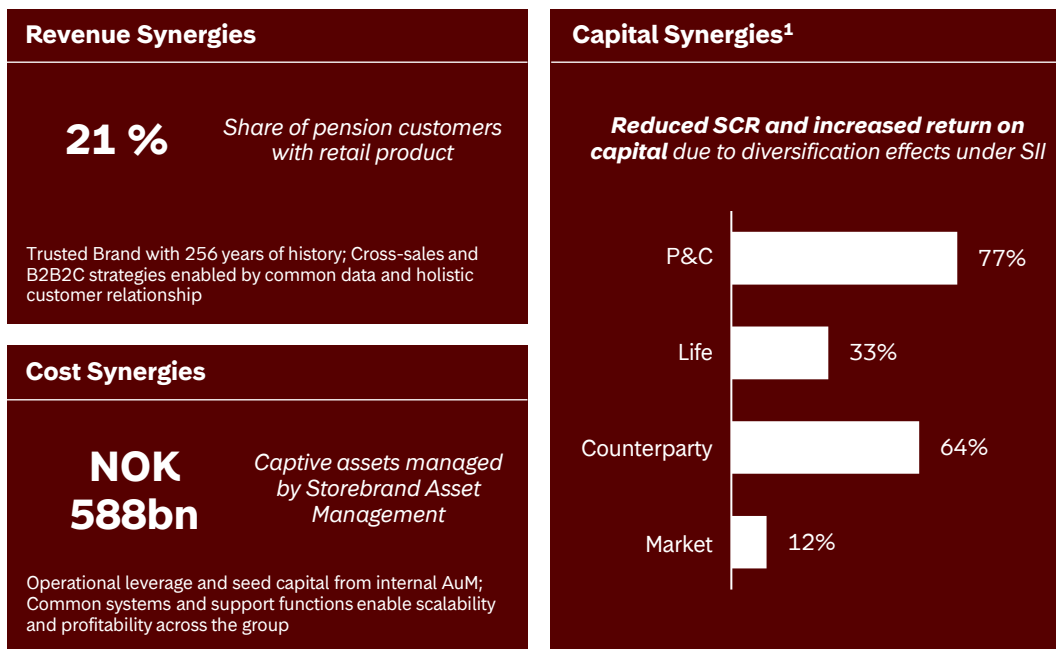 Revenue Synergies
21 %
Share of pension customers
with retail product
Trusted Brand with 256 years of history; Cross-sales and
B2B2C strategies enabled by common data and holistic
customer relationship
Cost Synergies
NOK
588bn
Captive assets managed
by Storebrand Asset
Management
Operational leverage and seed capital from internal AuM;
Common systems and support functions enable scalability
and profitability across the group
Capital Synergies¹
Reduced SCR and increased return on
capital due to diversification effects under SII
P&C 77%
Life 33%
Counterparty 64%
Market 12%